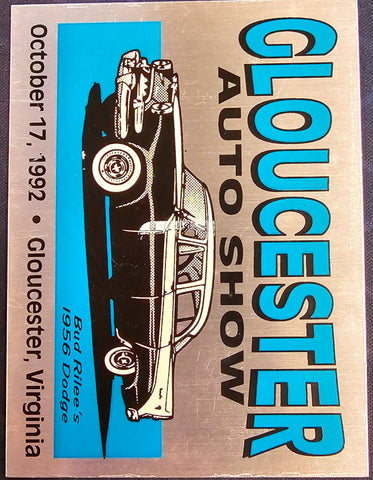 GLOUCESTER
AUTO SHOW
Bud Rilee's
1956 Dodge
October 17, 1992 • Gloucester, Virginia